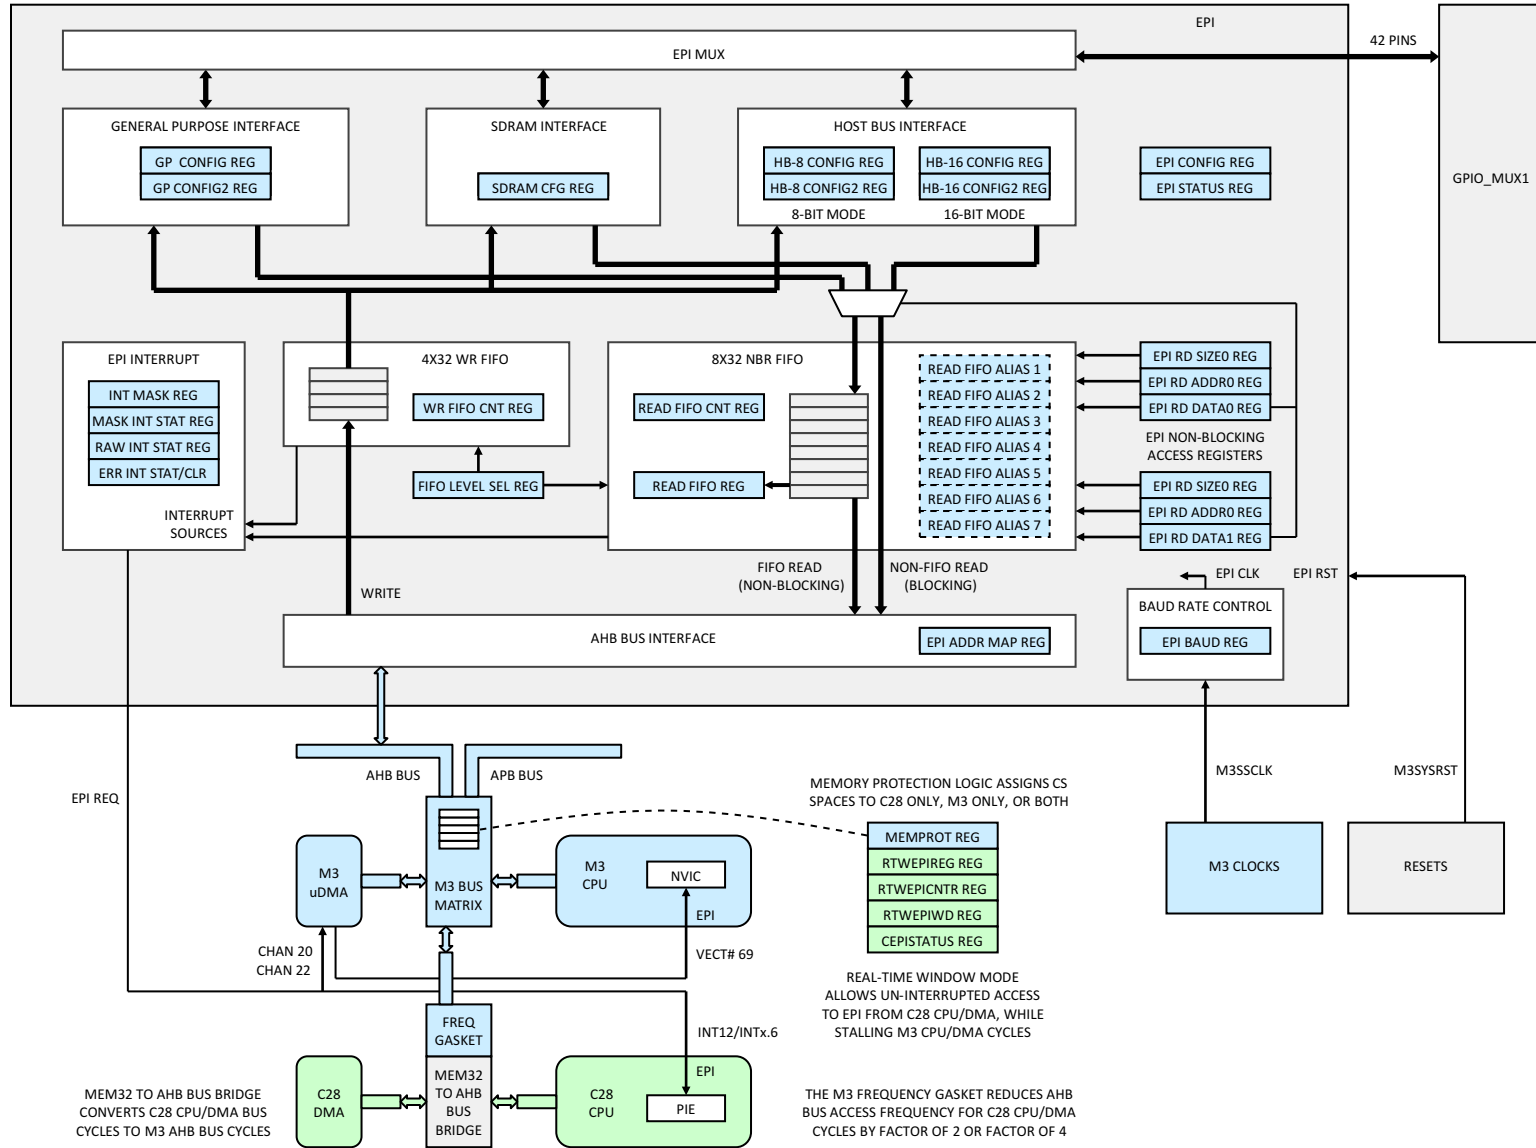 EPI
EPI MUX
42 PINS
GENERAL PURPOSE INTERFACE
GP CONFIG REG
GP CONFIG2 REG
SDRAM INTERFACE
SDRAM CFG REG
HOST BUS INTERFACE
HB-8 CONFIG REG
HB-8 CONFIG2 REG
8-BIT MODE
HB-16 CONFIG REG
HB-16 CONFIG2 REG
16-BIT MODE
EPI CONFIG REG
EPI STATUS REG
GPIO_MUX1
EPI INTERRUPT
INT MASK REG
MASK INT STAT REG
RAW INT STAT REG
ERR INT STAT/CLR
INTERRUPT
SOURCES
4X32 WR FIFO
WR FIFO CNT REG
FIFO LEVEL SEL REG
8X32 NBR FIFO
READ FIFO CNT REG
READ FIFO REG
READ FIFO ALIAS 1
READ FIFO ALIAS 2
READ FIFO ALIAS 3
READ FIFO ALIAS 4
READ FIFO ALIAS 5
READ FIFO ALIAS 6
READ FIFO ALIAS 7
EPI RD SIZE0 REG
EPI RD ADDR0 REG
EPI RD DATA0 REG
EPI NON-BLOCKING
ACCESS REGISTERS
EPI RD SIZE0 REG
EPI RD ADDR0 REG
EPI RD DATA1 REG
WRITE
FIFO READ
(NON-BLOCKING)
NON-FIFO READ
(BLOCKING)
EPI CLK
EPI RST
BAUD RATE CONTROL
EPI BAUD REG
AHB BUS INTERFACE
EPI ADDR MAP REG
AHB BUS
APB BUS
EPI REQ
M3SSCLK
M3SYSRST
MEMORY PROTECTION LOGIC ASSIGNS CS
SPACES TO C28 ONLY, M3 ONLY, OR BOTH
MEMPROT REG
RTWEPIREG REG
RTWEPICNTR REG
RTWEPIWD REG
CEPISTATUS REG
M3 CLOCKS
RESETS
M3
uDMA
M3 BUS
MATRIX
M3
CPU
NVIC
EPI
CHAN 20
CHAN 22
VECT# 69
REAL-TIME WINDOW MODE
ALLOWS UN-INTERRUPTED ACCESS
TO EPI FROM C28 CPU/DMA, WHILE
STALLING M3 CPU/DMA CYCLES
FREQ
GASKET
INT12/INTx.6
MEM32 TO AHB BUS BRIDGE
CONVERTS C28 CPU/DMA BUS
CYCLES TO M3 AHB BUS CYCLES
C28
DMA
MEM32
TO AHB
BUS
BRIDGE
C28
CPU
EPI
PIE
THE M3 FREQUENCY GASKET REDUCES AHB
BUS ACCESS FREQUENCY FOR C28 CPU/DMA
CYCLES BY FACTOR OF 2 OR FACTOR OF 4